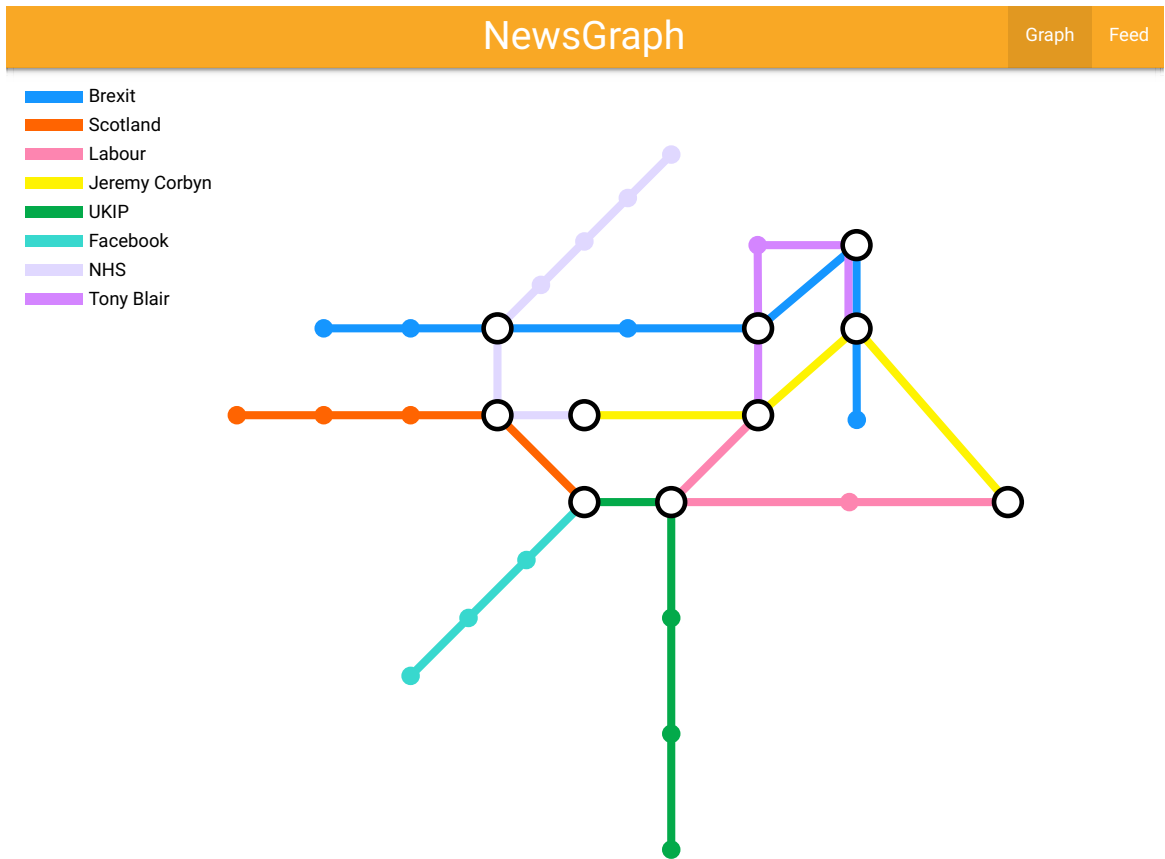 NewsGraph
Graph
Feed
Brexit
Scotland
Labour
Jeremy Corbyn
UKIP
Facebook
NHS
Tony Blair